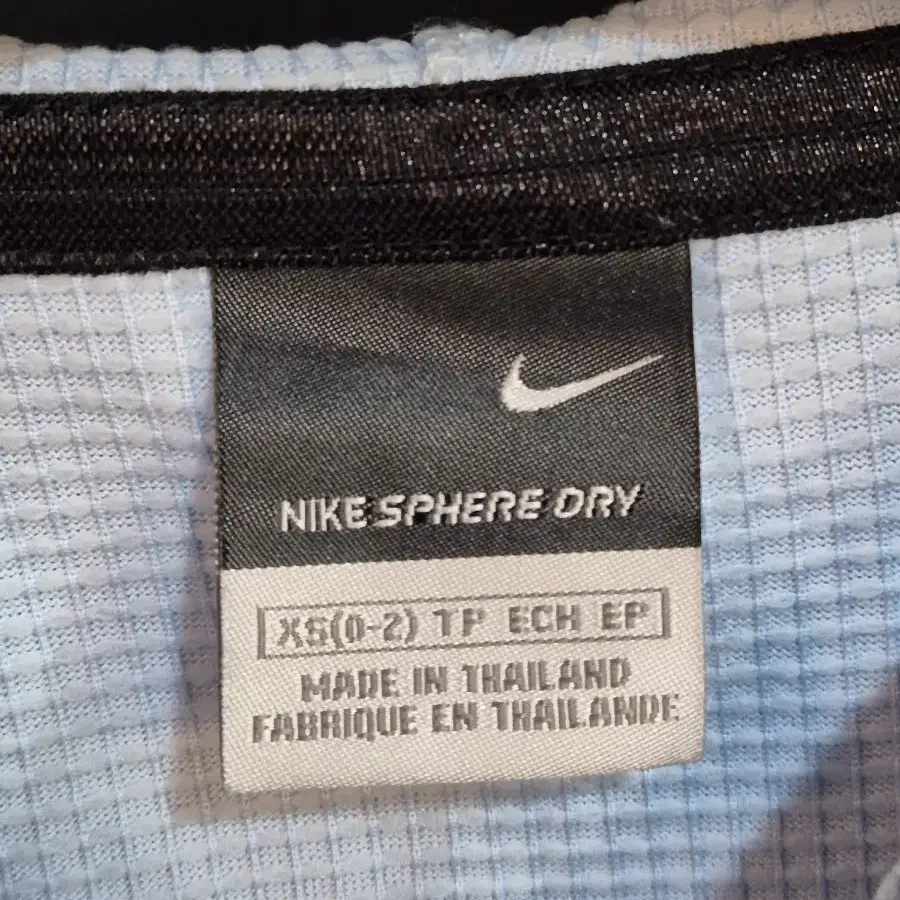 NIKE SPHERE DRY
XS(0-2) TP ECH EP
MADE IN THAILAND
FABRIQUE EN THAILANDE